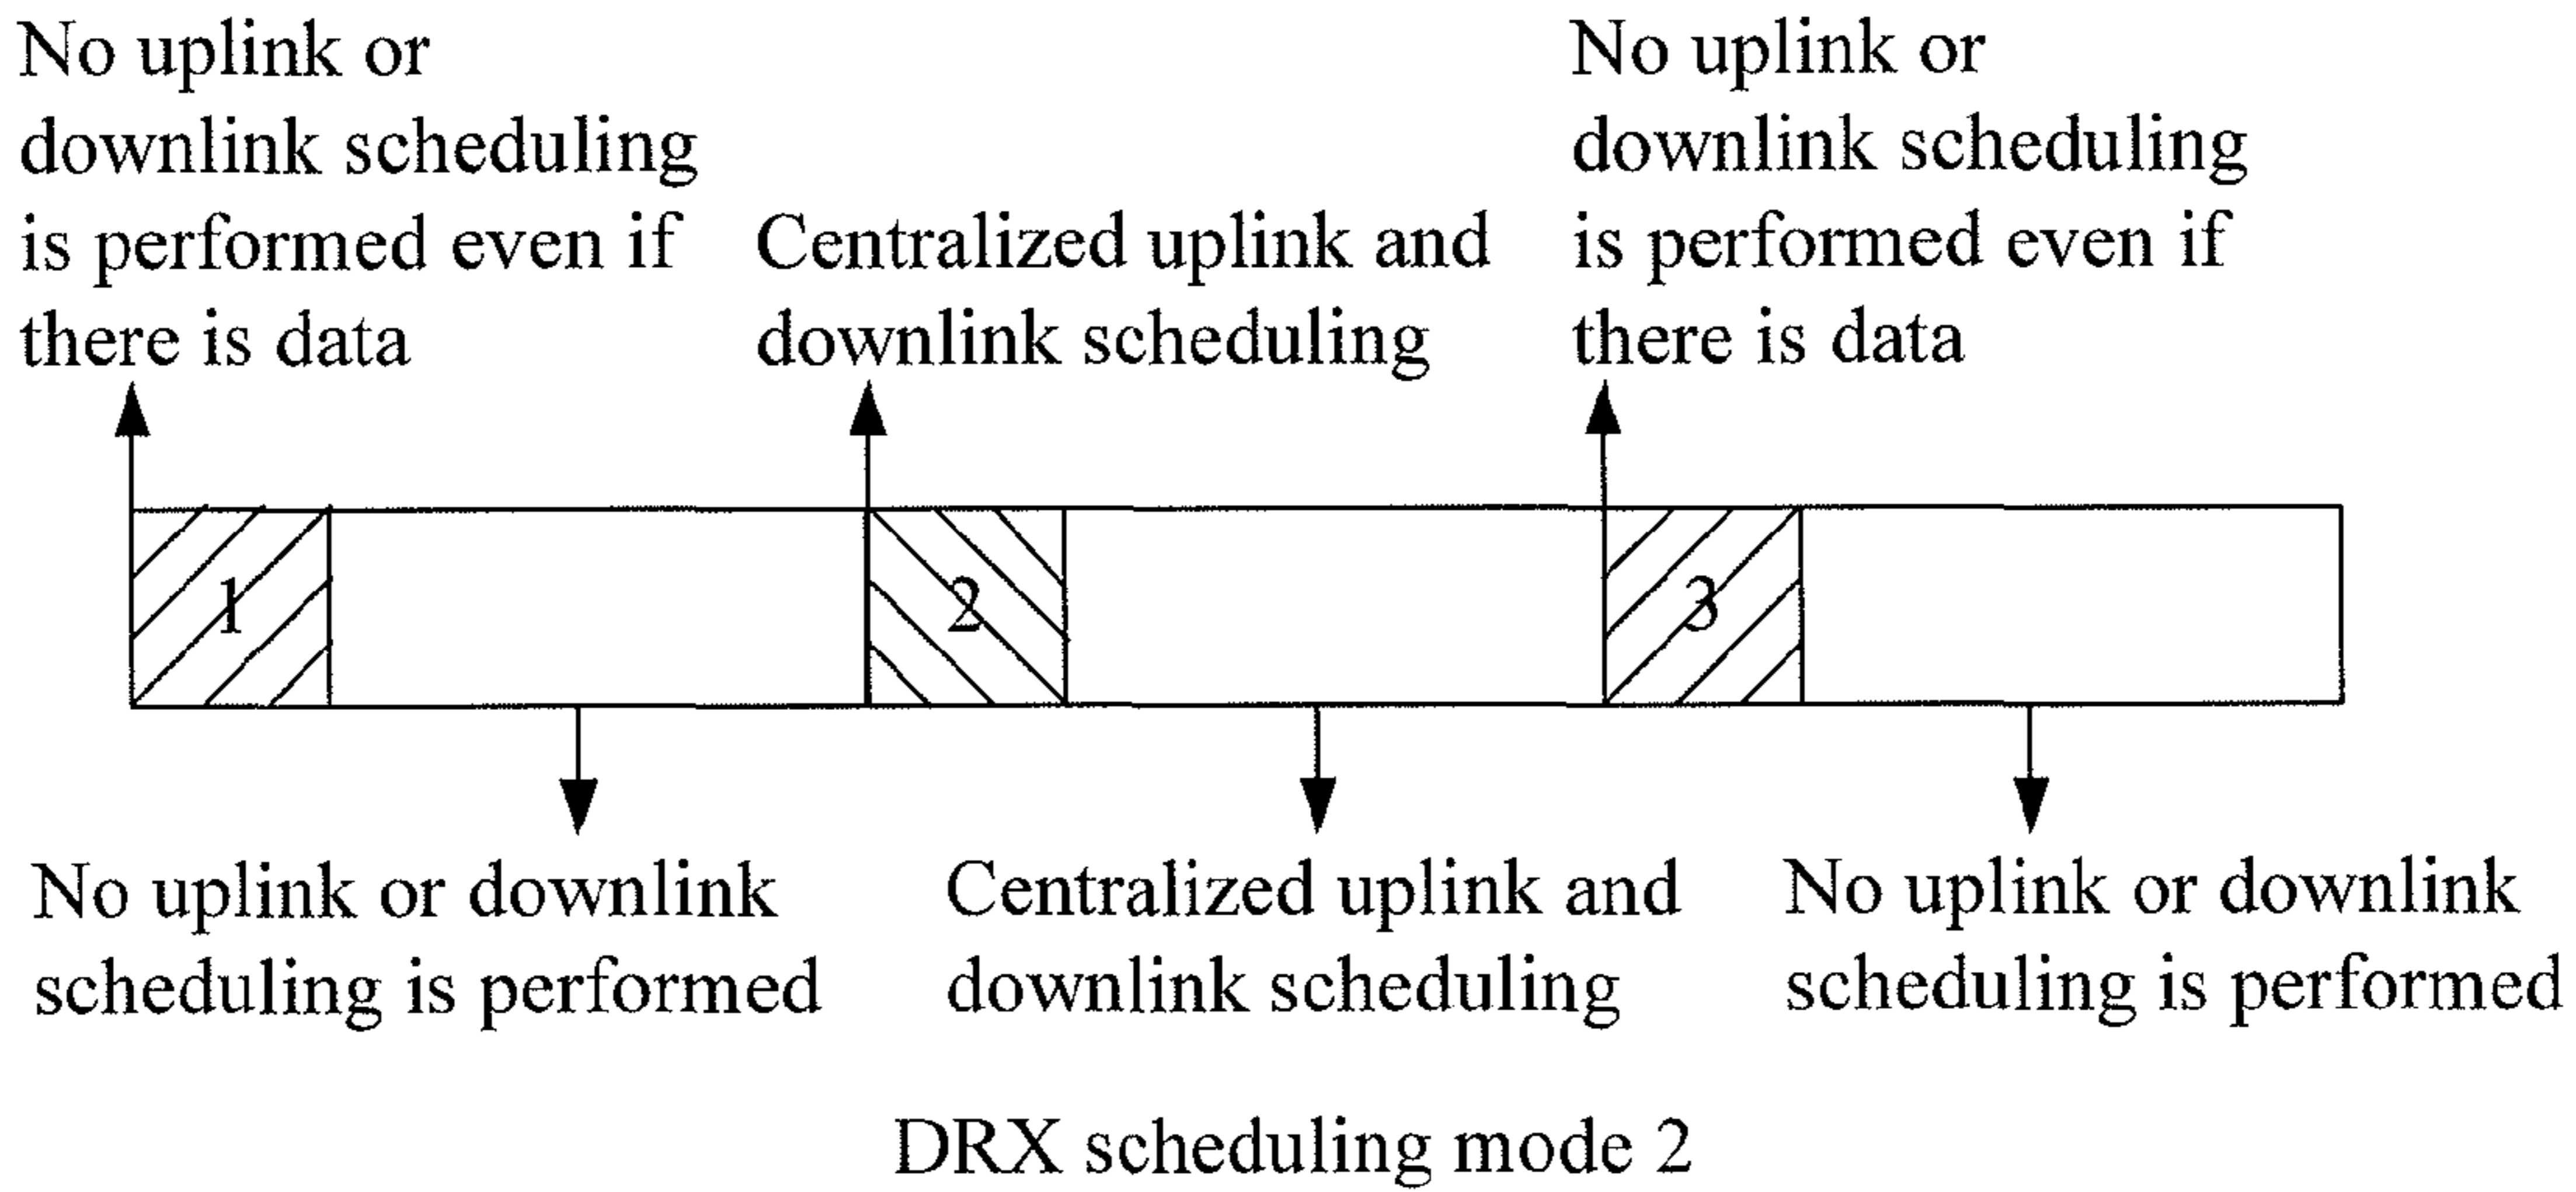 No uplink or
downlink scheduling
is performed even if
there is data
Centralized uplink and
downlink scheduling
No uplink or
downlink scheduling
is performed even if
there is data
1
2
3
No uplink or downlink
scheduling is performed
Centralized uplink and
downlink scheduling
No uplink or downlink
scheduling is performed
DRX scheduling mode 2